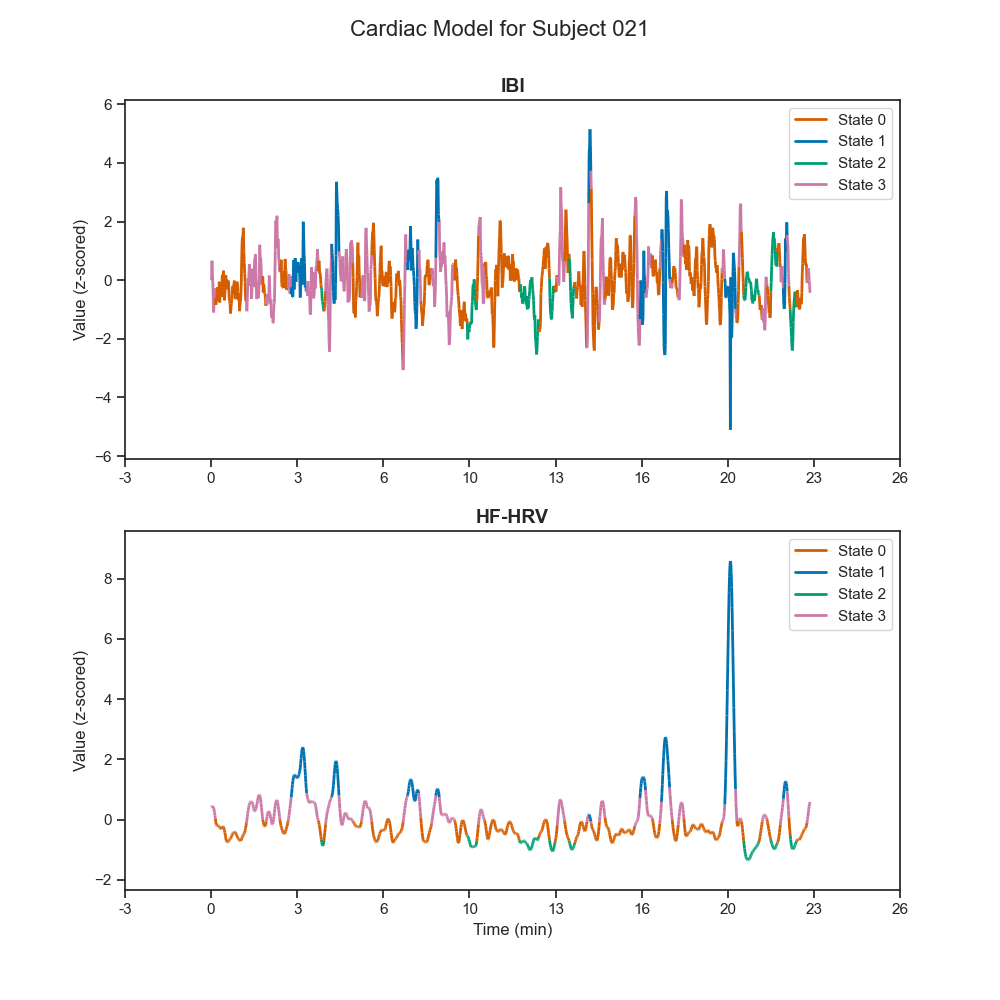 Cardiac Model for Subject 021
IBI
Value (z-scored)
6
4
2
0
−2
−4
−6
State 0
State 1
State 2
State 3
-3
0
3
6
10
13
16
20
23
26
HF-HRV
Value (z-scored)
8
6
4
2
0
−2
State 0
State 1
State 2
State 3
-3
0
3
6
10
13
16
20
23
26
Time (min)